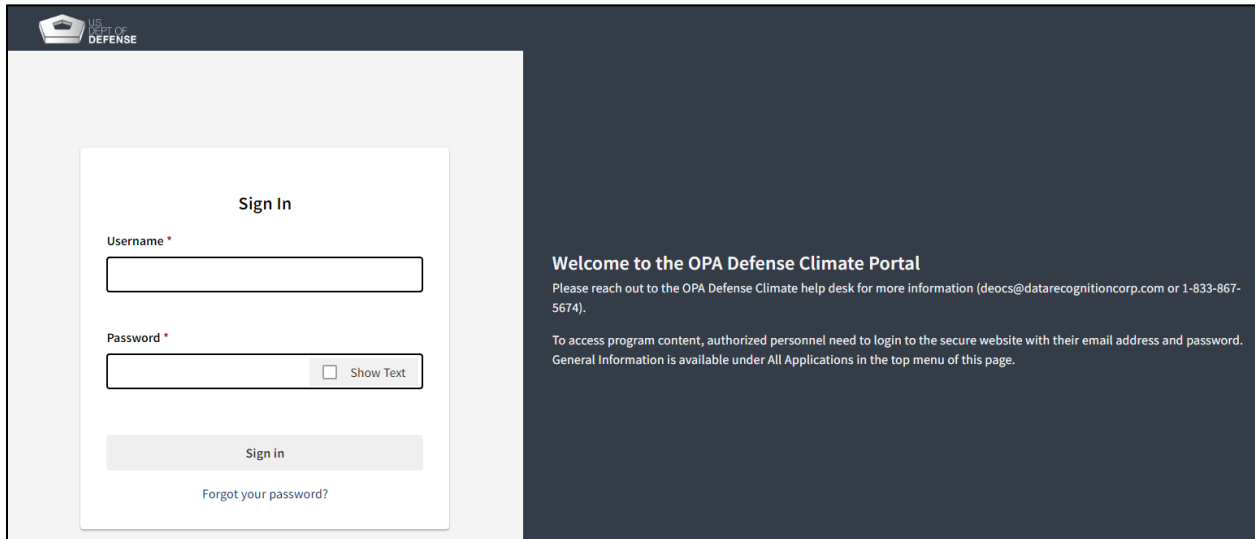 U.S.
DEPT OF
DEFENSE
Sign In
Username *
Password *
Show Text
Sign in
Forgot your password?
Welcome to the OPA Defense Climate Portal
Please reach out to the OPA Defense Climate help desk for more information (deocs@datarecognitioncorp.com or 1-833-867-
5674).
To access program content, authorized personnel need to login to the secure website with their email address and password.
General Information is available under All Applications in the top menu of this page.